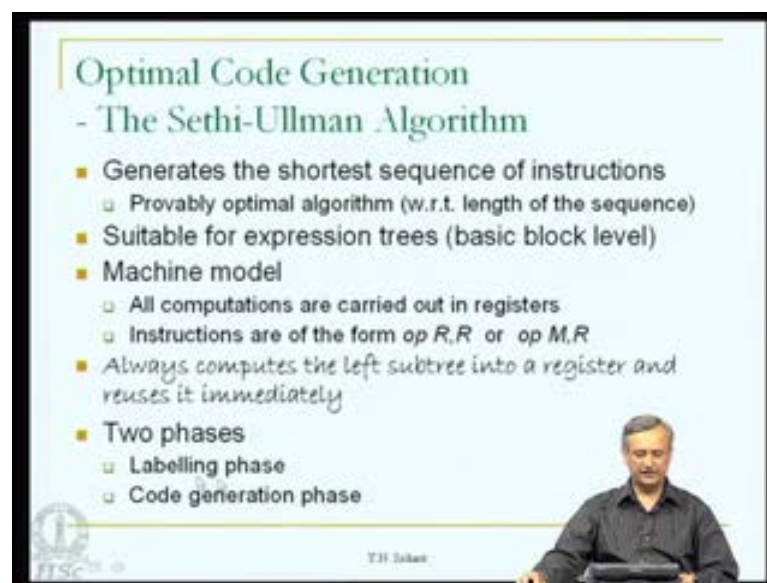 Optimal Code Generation
- The Sethi-Ullman Algorithm
Generates the shortest sequence of instructions
Provably optimal algorithm (w.r.t. length of the sequence)
Suitable for expression trees (basic block level)
Machine model
All computations are carried out in registers
Instructions are of the form op R,R or op M,R
Always computes the left subtree into a register and
reuses it immediately
Two phases
Labelling phase
Code generation phase